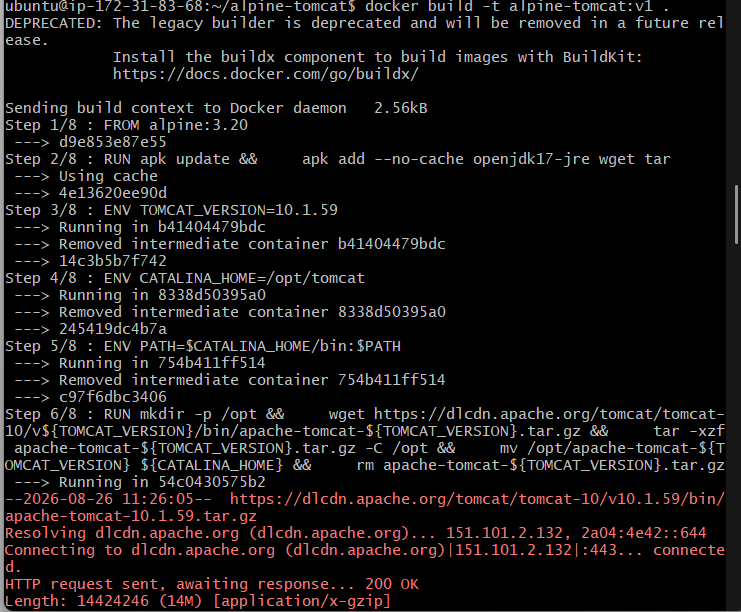 ubuntu@ip-172-31-83-68:~/alpine-tomcat$ docker build -t alpine-tomcat:v1 .
DEPRECATED: The legacy builder is deprecated and will be removed in a future rel
ease.
            Install the buildx component to build images with BuildKit:
            https://docs.docker.com/go/buildx/

Sending build context to Docker daemon   2.56kB
Step 1/8 : FROM alpine:3.20
 ---> d9e853e87e55
Step 2/8 : RUN apk update &&     apk add --no-cache openjdk17-jre wget tar
 ---> Using cache
 ---> 4e13620ee90d
Step 3/8 : ENV TOMCAT_VERSION=10.1.59
 ---> Running in b41404479bdc
 ---> Removed intermediate container b41404479bdc
 ---> 14c3b5b7f742
Step 4/8 : ENV CATALINA_HOME=/opt/tomcat
 ---> Running in 8338d50395a0
 ---> Removed intermediate container 8338d50395a0
 ---> 245419dc4b7a
Step 5/8 : ENV PATH=$CATALINA_HOME/bin:$PATH
 ---> Running in 754b411ff514
 ---> Removed intermediate container 754b411ff514
 ---> c97f6dbc3406
Step 6/8 : RUN mkdir -p /opt &&     wget https://dlcdn.apache.org/tomcat/tomcat-
10/v${TOMCAT_VERSION}/bin/apache-tomcat-${TOMCAT_VERSION}.tar.gz &&     tar -xzf
 apache-tomcat-${TOMCAT_VERSION}.tar.gz -C /opt &&     mv /opt/apache-tomcat-${T
OMCAT_VERSION} ${CATALINA_HOME} &&     rm apache-tomcat-${TOMCAT_VERSION}.tar.gz
 ---> Running in 54c0430575b2
--2026-08-26 11:26:05--  https://dlcdn.apache.org/tomcat/tomcat-10/v10.1.59/bin/
apache-tomcat-10.1.59.tar.gz
Resolving dlcdn.apache.org (dlcdn.apache.org)... 151.101.2.132, 2a04:4e42::644
Connecting to dlcdn.apache.org (dlcdn.apache.org)|151.101.2.132|:443... connecte
d.
HTTP request sent, awaiting response... 200 OK
Length: 14424246 (14M) [application/x-gzip]